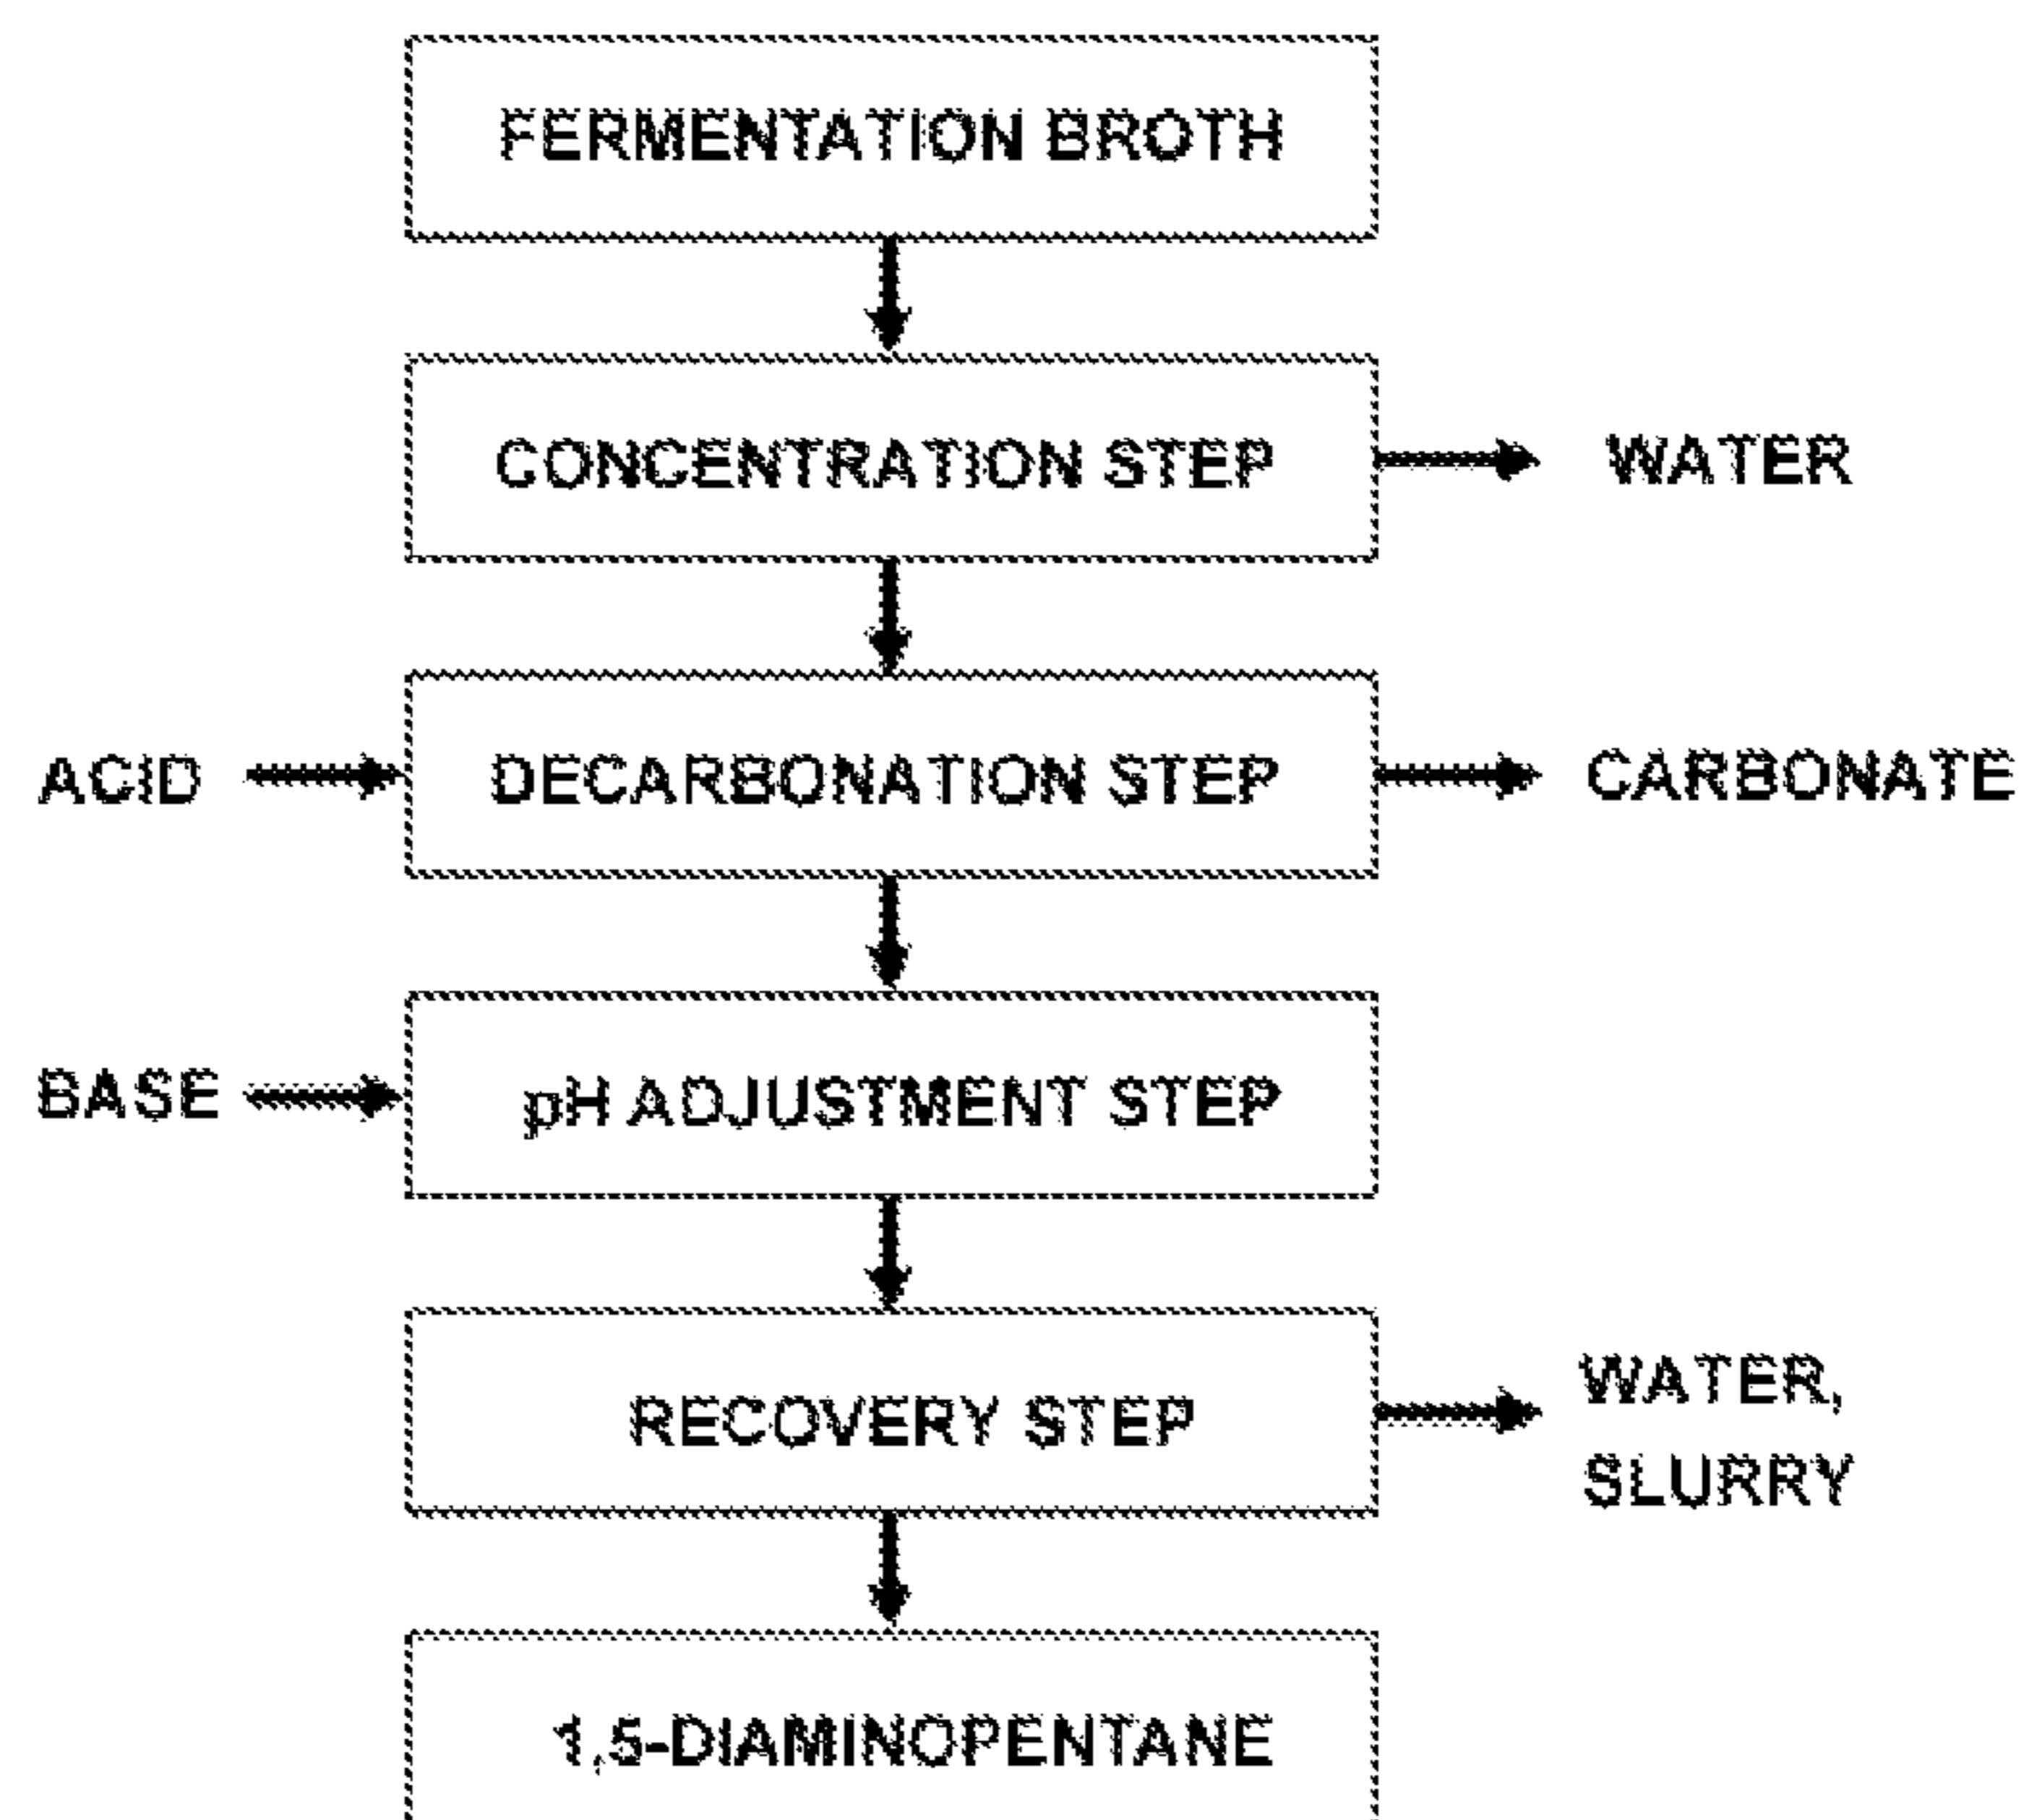 FERMENTATION BROTH
CONCENTRATION STEP
WATER
ACID
DECARBONATION STEP
CARBONATE
BASE
pH ADJUSTMENT STEP
RECOVERY STEP
WATER,
SLURRY
1,5-DIAMINOPENTANE